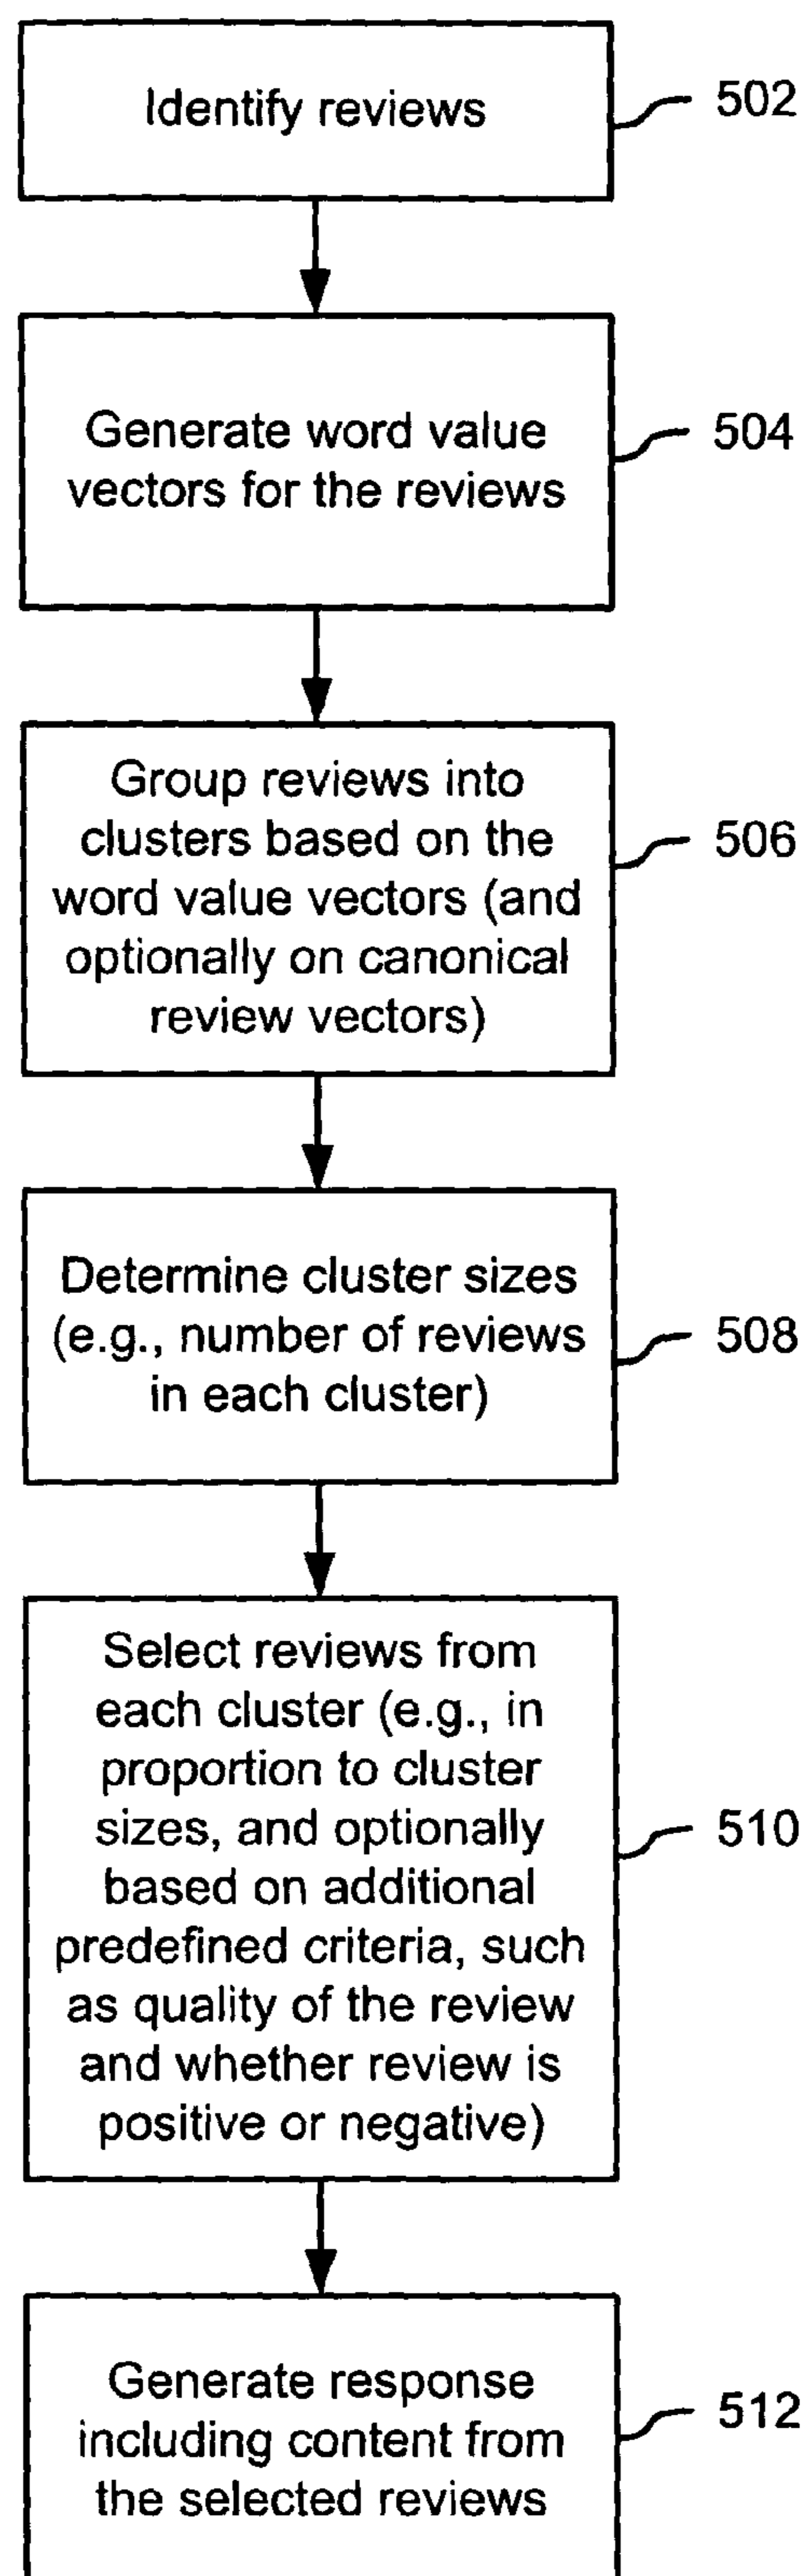 Identify reviews
502
Generate word value
vectors for the reviews
504
Group reviews into
clusters based on the
word value vectors (and
optionally on canonical
review vectors)
506
Determine cluster sizes
(e.g., number of reviews
in each cluster)
508
Select reviews from
each cluster (e.g., in
proportion to cluster
sizes, and optionally
based on additional
predefined criteria, such
as quality of the review
and whether review is
positive or negative)
510
Generate response
including content from
the selected reviews
512